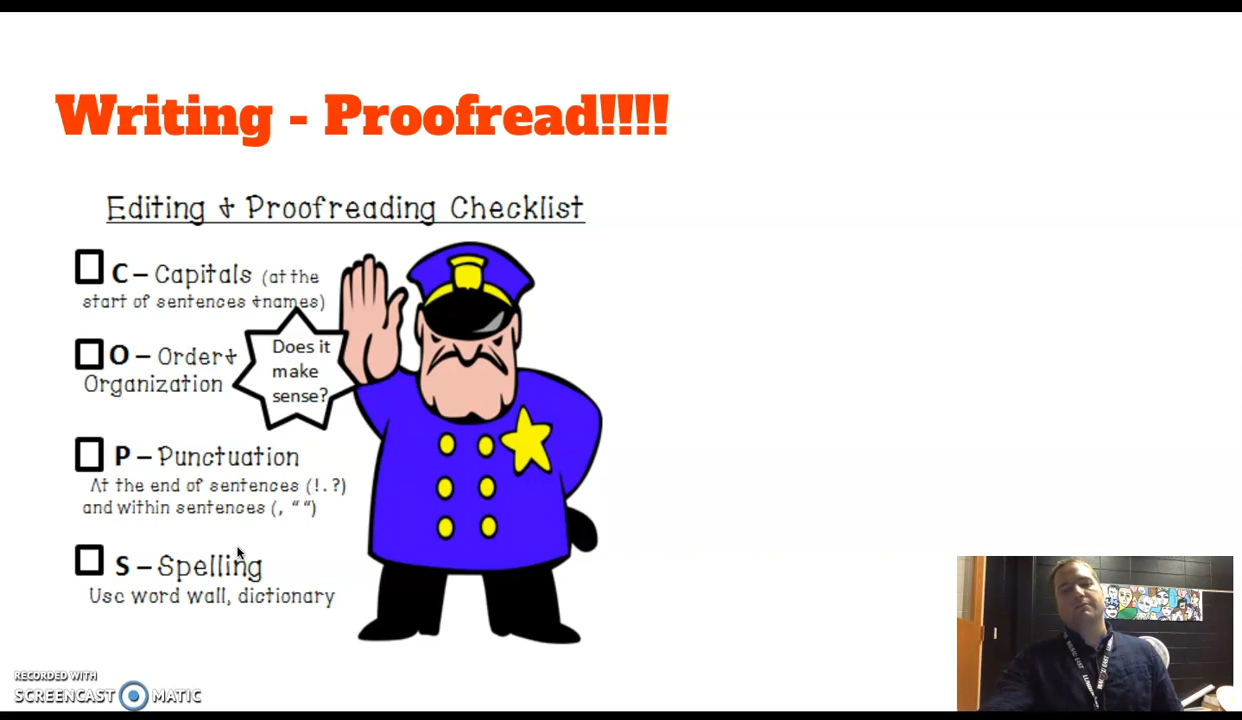 Writing - Proofread!!!!
Editing & Proofreading Checklist
C – Capitals (at the
start of sentences +names)
O – Order+
Organization
Does it
make
sense?
P – Punctuation
At the end of sentences (!.?)
and within sentences (, “ “)
S – Spelling
Use word wall, dictionary
RECORDED WITH
SCREENCAST MATIC